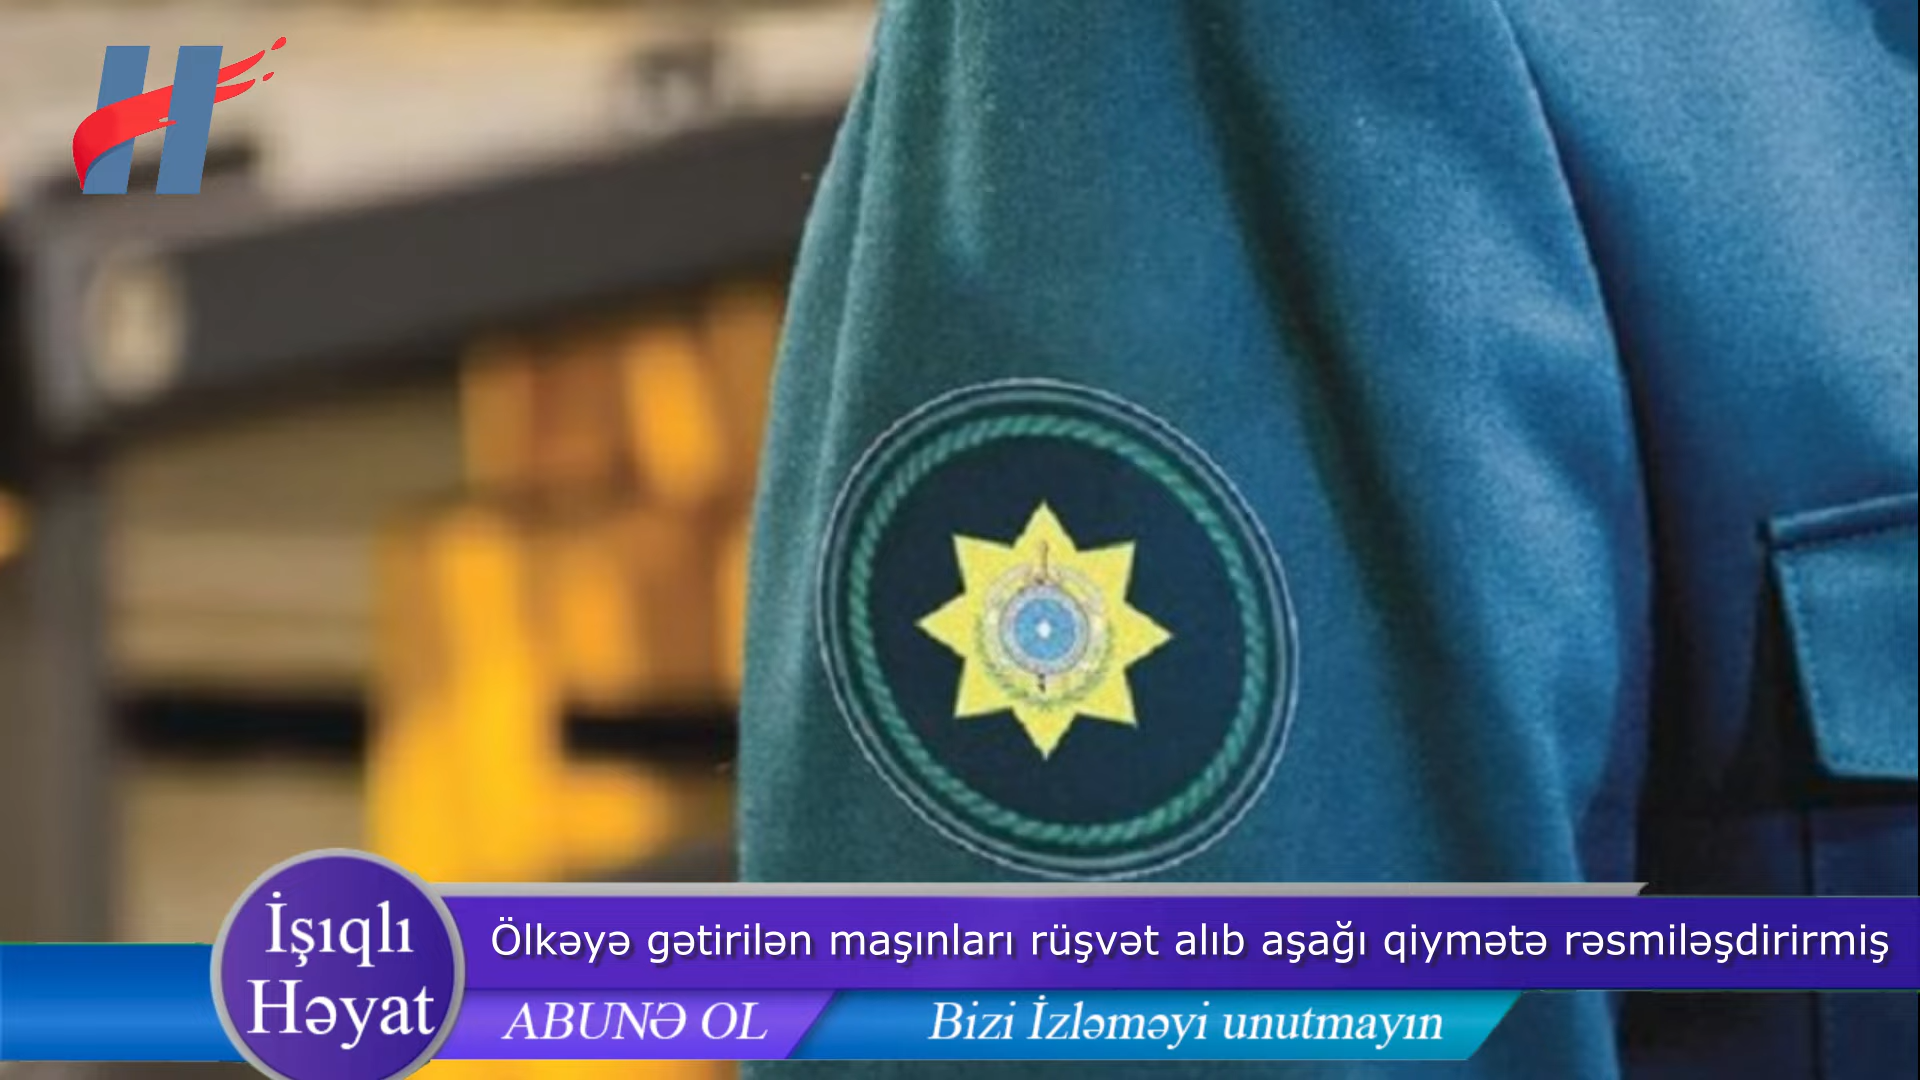 İşıqlı
Həyat
Ölkəyə gətirilən maşınları rüşvət alıb aşağı qiymətə rəsmiləşdirirmiş
ABUNƏ OL
Bizi İzləməyi unutmayın